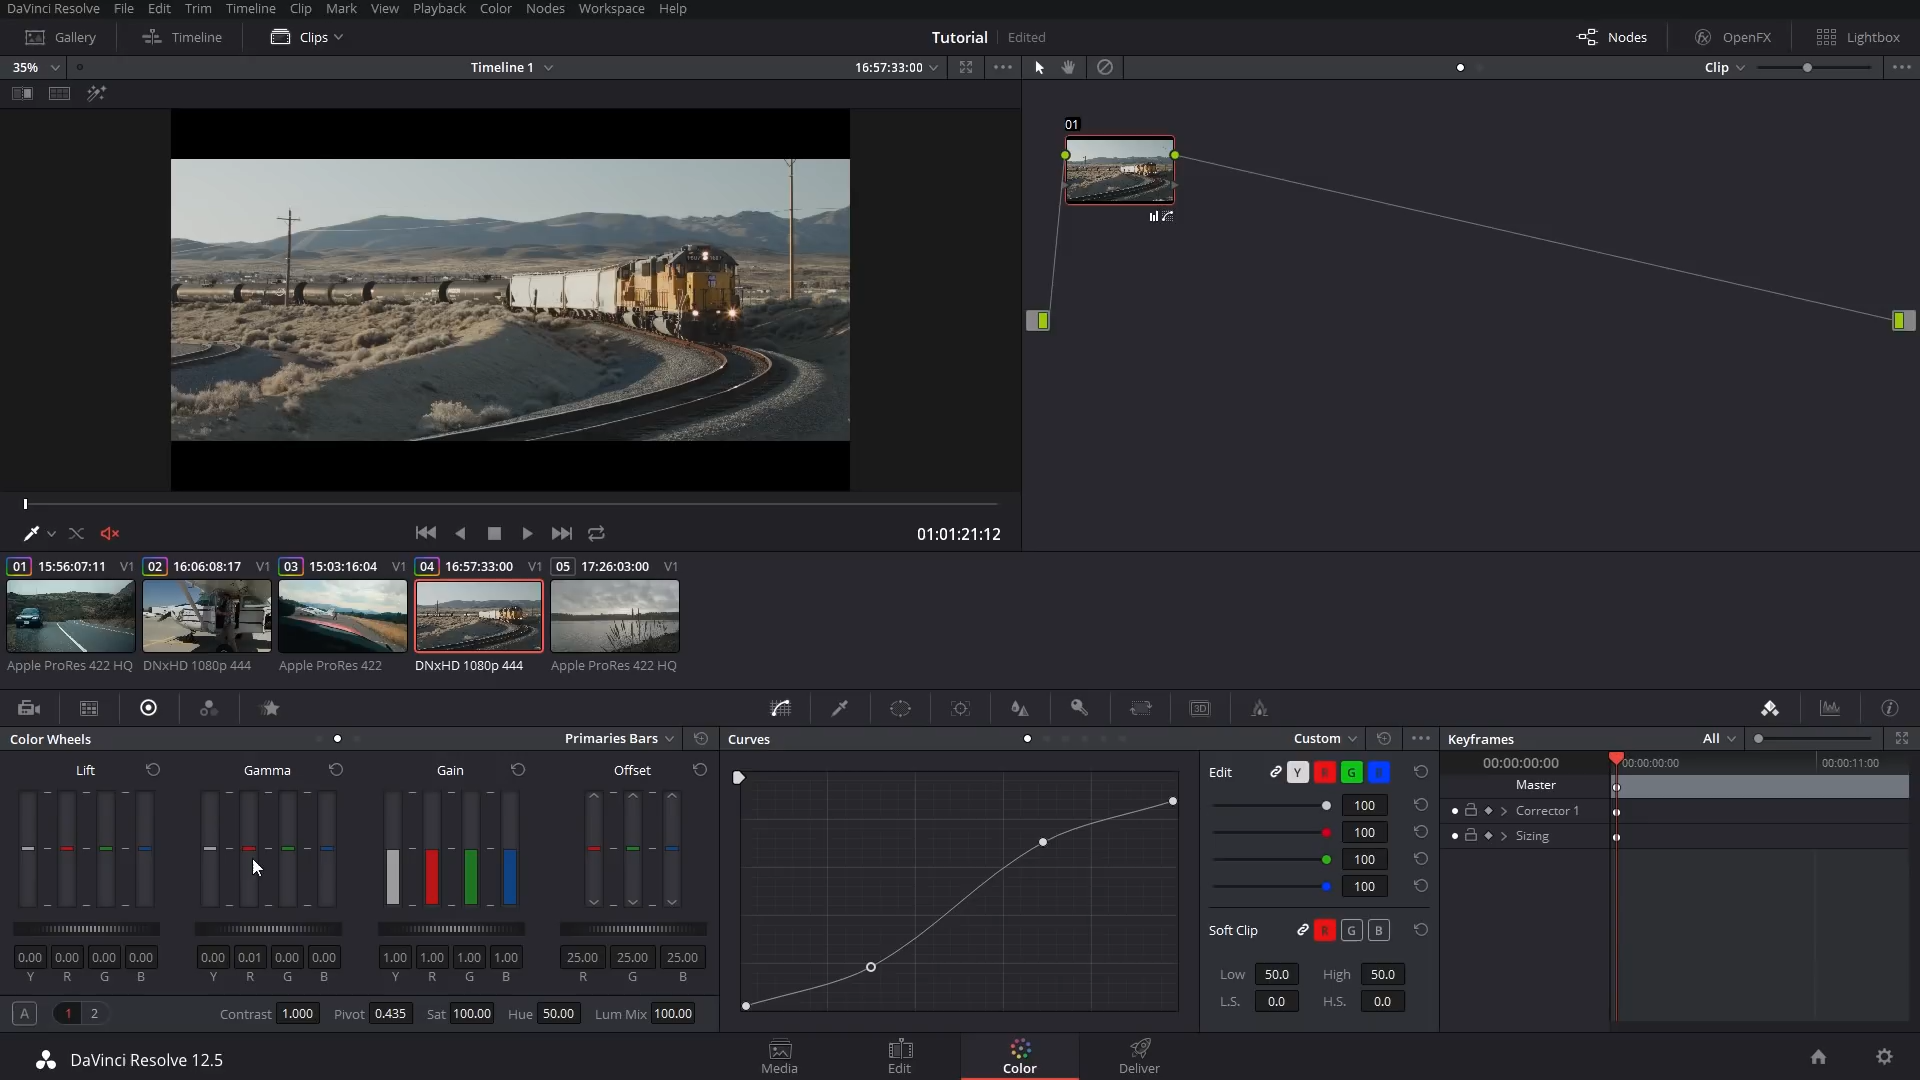 DaVinci Resolve File Edit Trim Timeline Clip Mark View Playback Color Nodes Workspace Help
Gallery Timeline Clips Tutorial Edited Nodes OpenFX Lightbox
35% Timeline 1 16:57:33:00 Clip
01
01:01:21:12
01 15:56:07:11 V1 02 16:06:08:17 V1 03 15:03:16:04 V1 04 16:57:33:00 V1 05 17:26:03:00 V1
Apple ProRes 422 HQ DNxHD 1080p 444 Apple ProRes 422 DNxHD 1080p 444 Apple ProRes 422 HQ
3D
Color Wheels Primaries Bars Curves Custom Keyframes All
Lift Gamma Gain Offset
Edit Y R G B
00:00:00:00 00:00:00:00 00:00:11:00
Master
100
Corrector 1
100
Sizing
100
100
Soft Clip R G B
0.00 0.00 0.00 0.00 0.00 0.01 0.00 0.00 1.00 1.00 1.00 1.00 25.00 25.00 25.00
Y R G B Y R G B Y R G B R G B
Low 50.0 High 50.0
L.S. 0.0 H.S. 0.0
A 1 2 Contrast 1.000 Pivot 0.435 Sat 100.00 Hue 50.00 Lum Mix 100.00
DaVinci Resolve 12.5 Media Edit Color Deliver